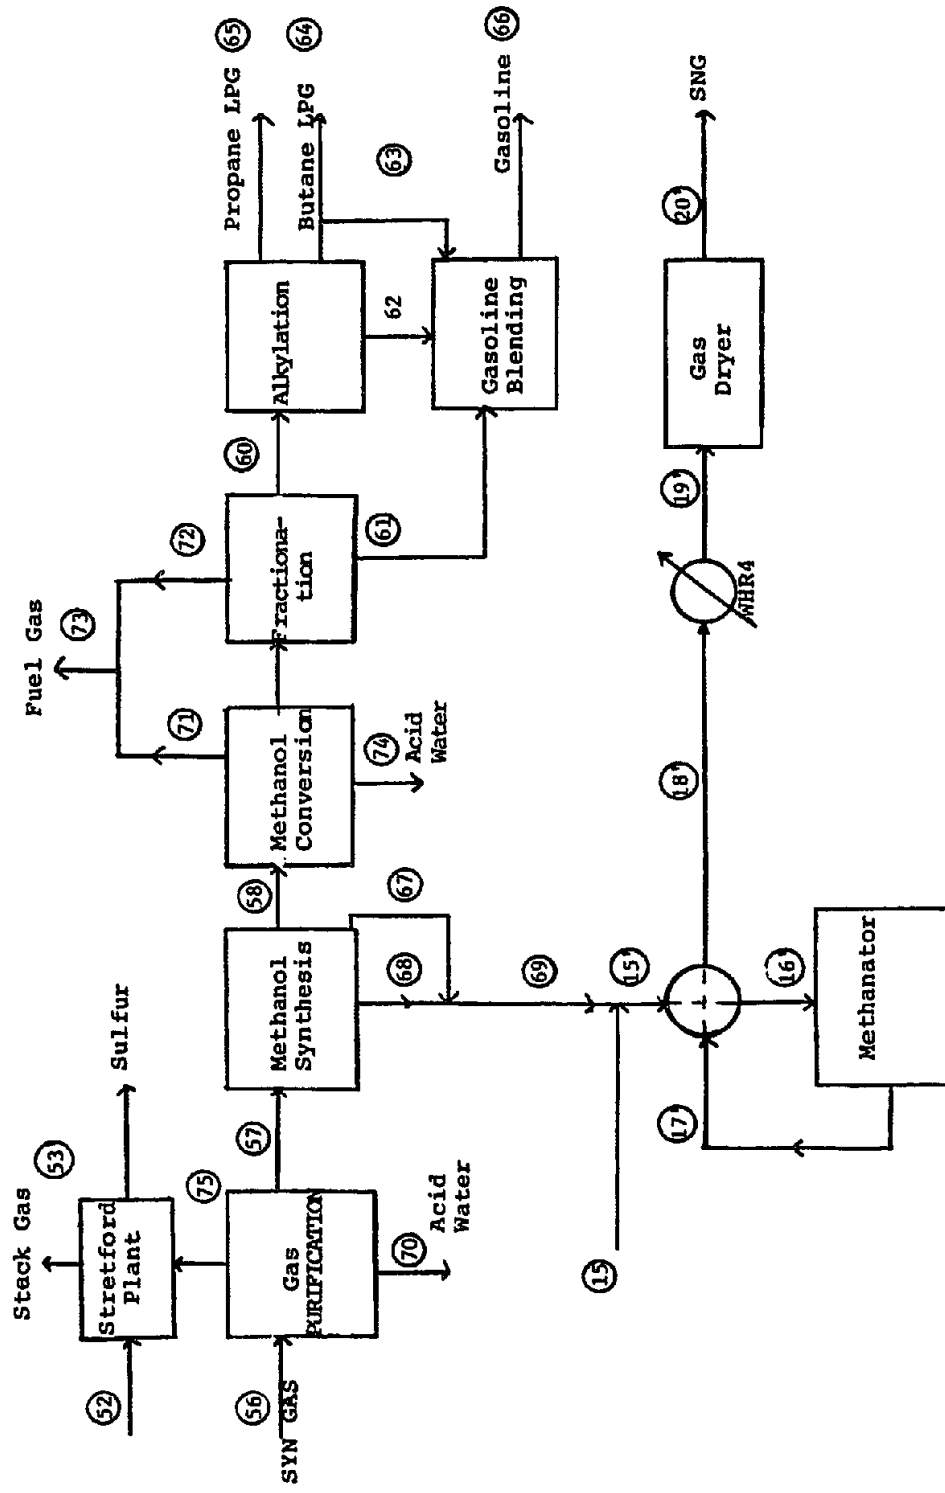 Stack Gas
53
Sulfur
52
Stretford
Plant
75
56
SYN GAS
Gas
PURIFICATION
70
Acid
Water
57
Methanol
Synthesis
68
67
69
58
Methanol
Conversion
74
Acid
Water
71
Fuel Gas
73
72
Fractiona-
tion
61
60
Alkylation
62
Propane LPG
65
Butane LPG
64
63
Gasoline
Blending
Gasoline
66
15
15'
16'
Methanator
17'
18'
WHR4
19'
Gas
Dryer
20'
SNG